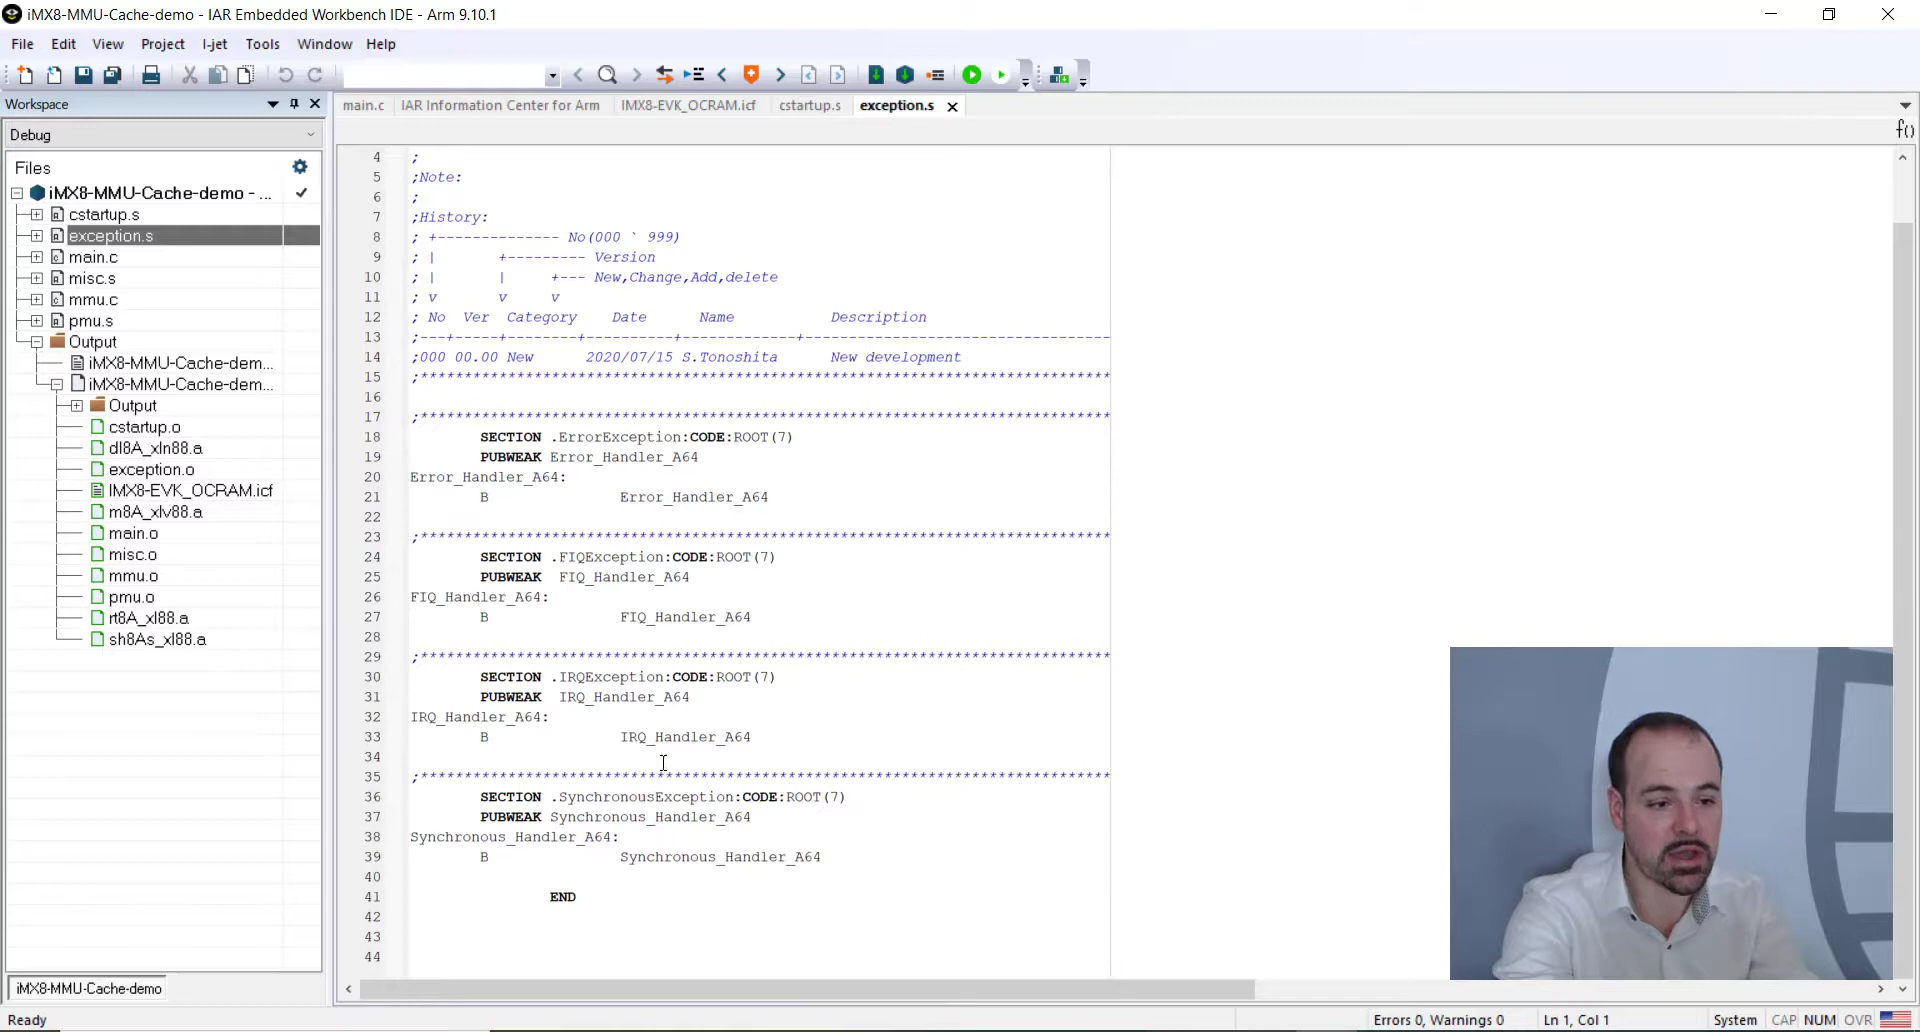 iMX8-MMU-Cache-demo - IAR Embedded Workbench IDE - Arm 9.10.1
File Edit View Project I-jet Tools Window Help
Workspace
main.c IAR Information Center for Arm IMX8-EVK_OCRAM.icf cstartup.s exception.s
Debug
f()
Files
iMX8-MMU-Cache-demo - ...
cstartup.s
exception.s
main.c
misc.s
mmu.c
pmu.s
Output
iMX8-MMU-Cache-dem...
iMX8-MMU-Cache-dem...
Output
cstartup.o
dl8A_xln88.a
exception.o
IMX8-EVK_OCRAM.icf
m8A_xlv88.a
main.o
misc.o
mmu.o
pmu.o
rt8A_xl88.a
sh8As_xl88.a
iMX8-MMU-Cache-demo
4 ;
5 ;Note:
6 ;
7 ;History:
8 ; +-------------- No(000 ` 999)
9 ; |       +--------- Version
10 ; |       |     +--- New,Change,Add,delete
11 ; v       v     v
12 ; No  Ver  Category    Date      Name           Description
13 ;---+-----+--------+----------+-------------+-----------------------------------
14 ;000 00.00 New      2020/07/15 S.Tonoshita      New development
15 ;*******************************************************************************
16
17 ;*******************************************************************************
18         SECTION .ErrorException:CODE:ROOT(7)
19         PUBWEAK Error_Handler_A64
20 Error_Handler_A64:
21         B               Error_Handler_A64
22
23 ;*******************************************************************************
24         SECTION .FIQException:CODE:ROOT(7)
25         PUBWEAK  FIQ_Handler_A64
26 FIQ_Handler_A64:
27         B               FIQ_Handler_A64
28
29 ;*******************************************************************************
30         SECTION .IRQException:CODE:ROOT(7)
31         PUBWEAK  IRQ_Handler_A64
32 IRQ_Handler_A64:
33         B               IRQ_Handler_A64
34
35 ;*******************************************************************************
36         SECTION .SynchronousException:CODE:ROOT(7)
37         PUBWEAK Synchronous_Handler_A64
38 Synchronous_Handler_A64:
39         B               Synchronous_Handler_A64
40
41                 END
42
43
44
Ready
Errors 0, Warnings 0 Ln 1, Col 1 System CAP NUM OVR